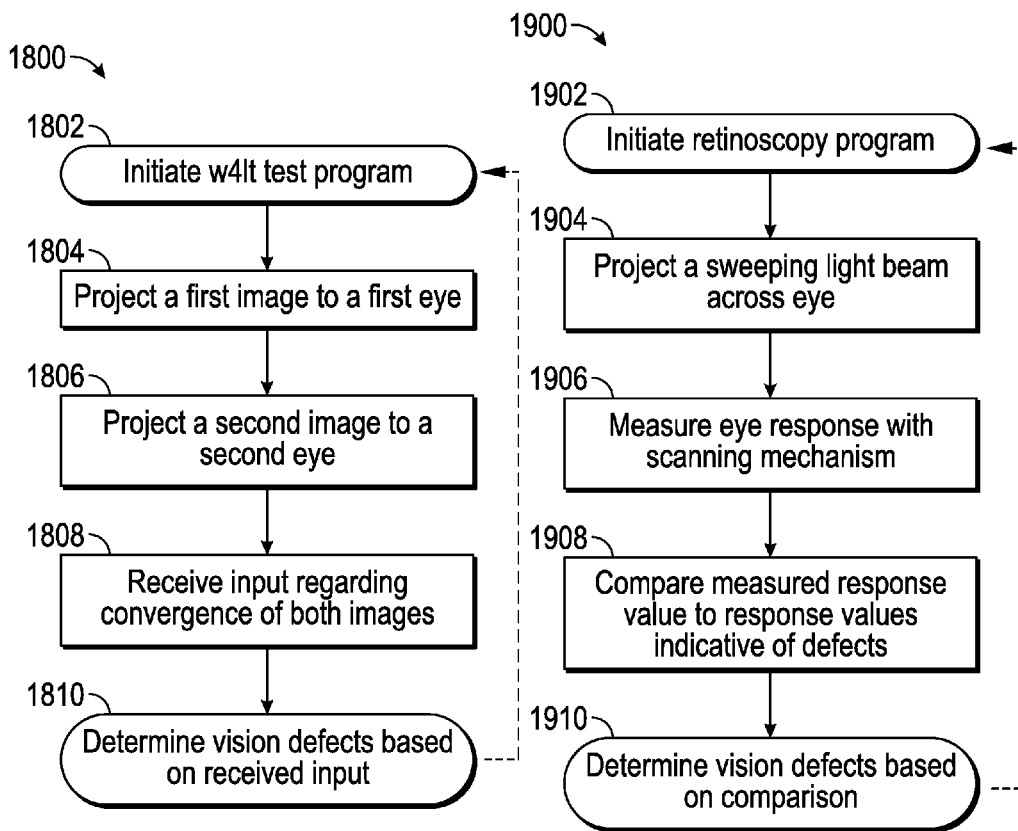 1800
1802
Initiate w4lt test program
1804
Project a first image to a first eye
1806
Project a second image to a
second eye
1808
Receive input regarding
convergence of both images
1810
Determine vision defects based
on received input
1900
1902
Initiate retinoscopy program
1904
Project a sweeping light beam
across eye
1906
Measure eye response with
scanning mechanism
1908
Compare measured response
value to response values
indicative of defects
1910
Determine vision defects based
on comparison